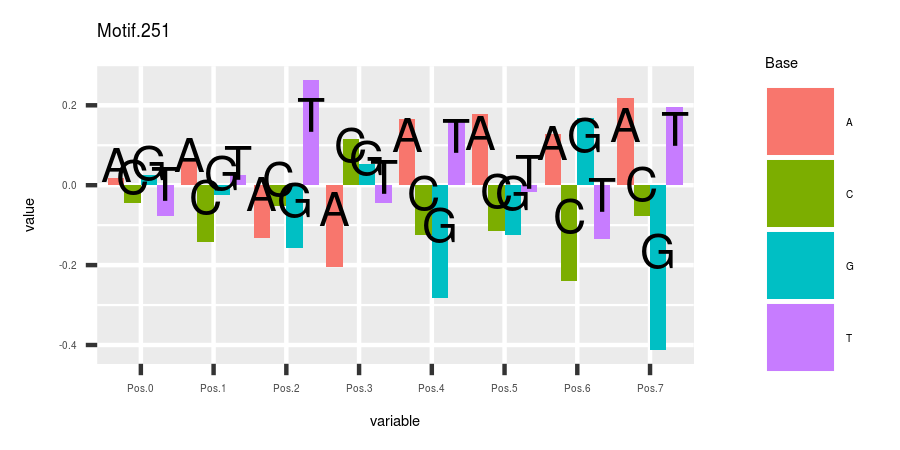 Motif.251
value
0.2
0.0
-0.2
-0.4
A C G T A C G T A C G T A C G T A C G T A C G T A C G T A C G T
Pos.0 Pos.1 Pos.2 Pos.3 Pos.4 Pos.5 Pos.6 Pos.7
variable
Base
A
C
G
T